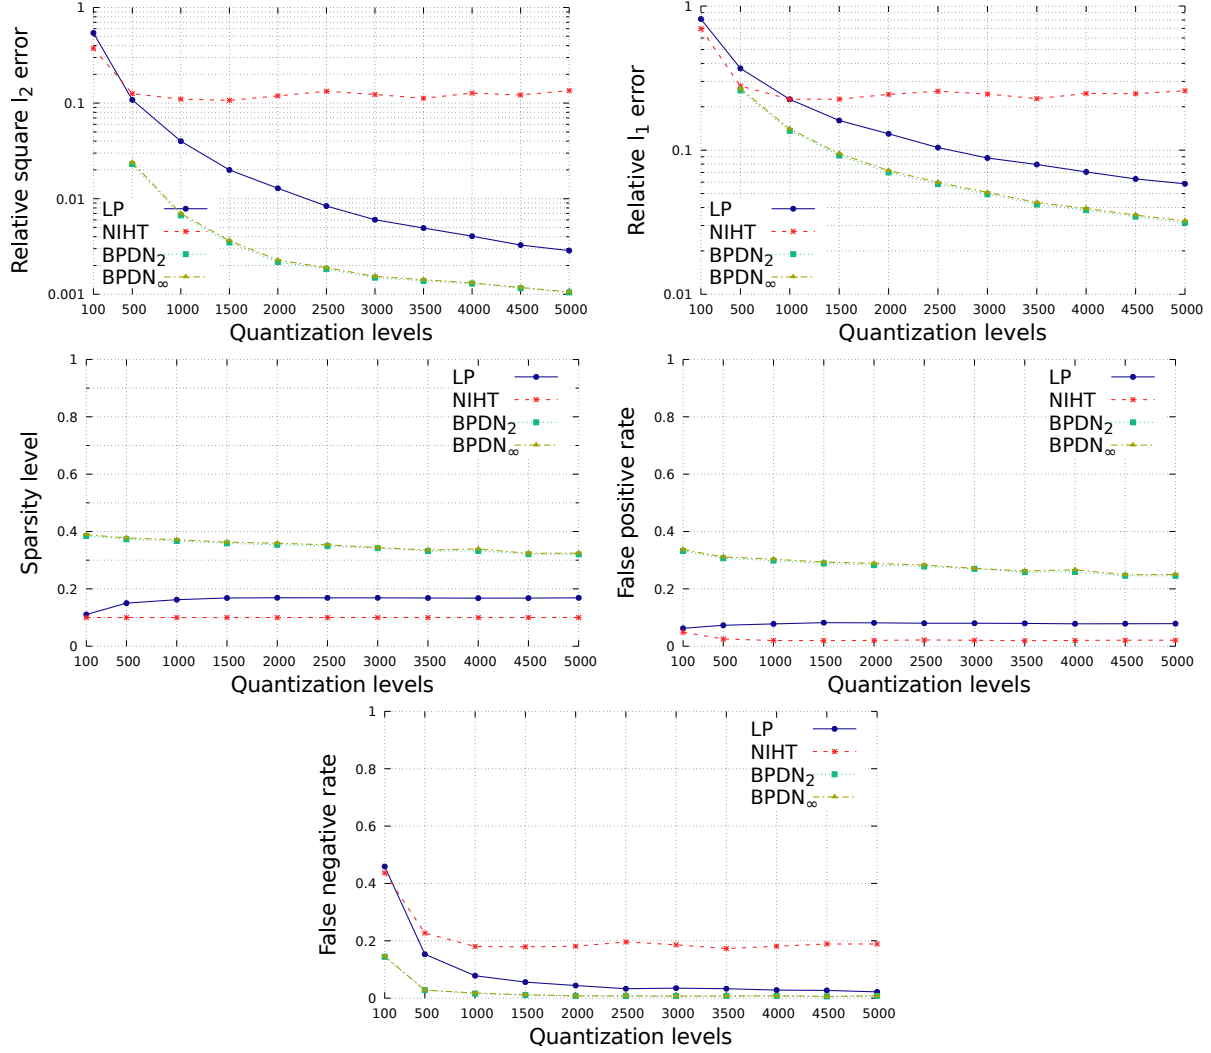 1
0.1
0.01
0.001
100 500 1000 1500 2000 2500 3000 3500 4000 4500 5000
Relative square l2 error
Quantization levels
LP
NIHT
BPDN2
BPDN∞
1
0.1
0.01
100 500 1000 1500 2000 2500 3000 3500 4000 4500 5000
Relative l1 error
Quantization levels
LP
NIHT
BPDN2
BPDN∞
1
0.8
0.6
0.4
0.2
0
100 500 1000 1500 2000 2500 3000 3500 4000 4500 5000
Sparsity level
Quantization levels
LP
NIHT
BPDN2
BPDN∞
1
0.8
0.6
0.4
0.2
0
100 500 1000 1500 2000 2500 3000 3500 4000 4500 5000
False positive rate
Quantization levels
LP
NIHT
BPDN2
BPDN∞
1
0.8
0.6
0.4
0.2
0
100 500 1000 1500 2000 2500 3000 3500 4000 4500 5000
False negative rate
Quantization levels
LP
NIHT
BPDN2
BPDN∞